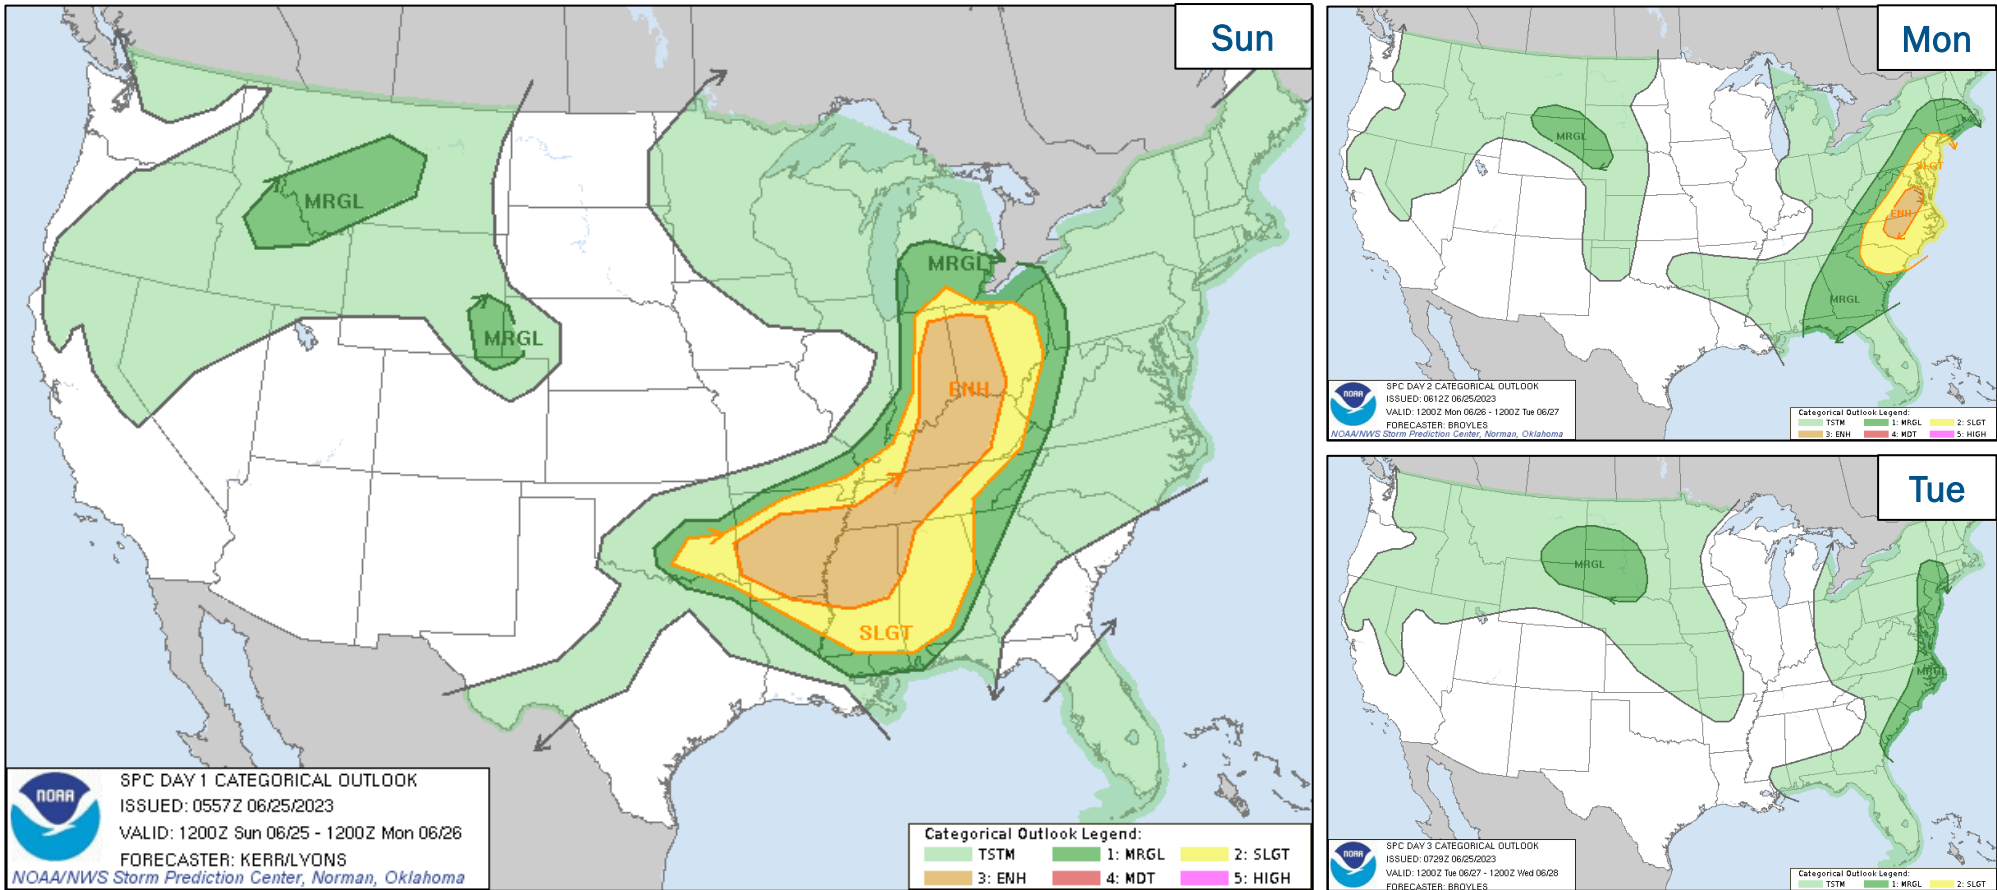 Sun
MRGL
MRGL
MRGL
ENH
SLGT
NOAA
SPC DAY 1 CATEGORICAL OUTLOOK
ISSUED: 0557Z 06/25/2023
VALID: 1200Z Sun 06/25 - 1200Z Mon 06/26
FORECASTER: KERR/LYONS
NOAA/NWS Storm Prediction Center, Norman, Oklahoma
Categorical Outlook Legend:
TSTM 1: MRGL 2: SLGT
3: ENH 4: MDT 5: HIGH
Mon
MRGL
SLGT
ENH
MRGL
NOAA
SPC DAY 2 CATEGORICAL OUTLOOK
ISSUED: 0612Z 06/25/2023
VALID: 1200Z Mon 06/26 - 1200Z Tue 06/27
FORECASTER: BROYLES
NOAA/NWS Storm Prediction Center, Norman, Oklahoma
Categorical Outlook Legend:
TSTM 1: MRGL 2: SLGT
3: ENH 4: MDT 5: HIGH
Tue
MRGL
MRGL
NOAA
SPC DAY 3 CATEGORICAL OUTLOOK
ISSUED: 0729Z 06/25/2023
VALID: 1200Z Tue 06/27 - 1200Z Wed 06/28
FORECASTER: BROYLES
Categorical Outlook Legend:
TSTM 1: MRGL 2: SLGT